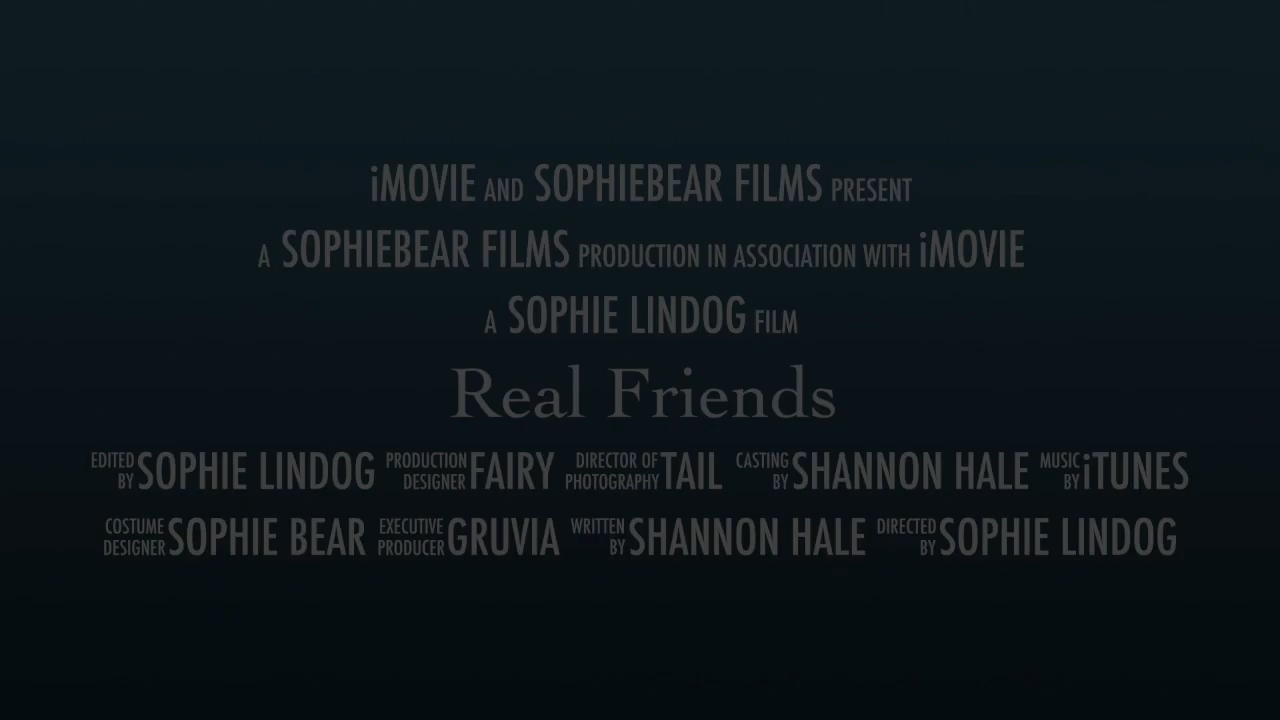 iMOVIE AND SOPHIEBEAR FILMS PRESENT
A SOPHIEBEAR FILMS PRODUCTION IN ASSOCIATION WITH iMOVIE
A SOPHIE LINDOG FILM
Real Friends
EDITED BY SOPHIE LINDOG PRODUCTION DESIGNER FAIRY DIRECTOR OF PHOTOGRAPHY TAIL CASTING BY SHANNON HALE MUSIC BY iTUNES
COSTUME DESIGNER SOPHIE BEAR EXECUTIVE PRODUCER GRUVIA WRITTEN BY SHANNON HALE DIRECTED BY SOPHIE LINDOG